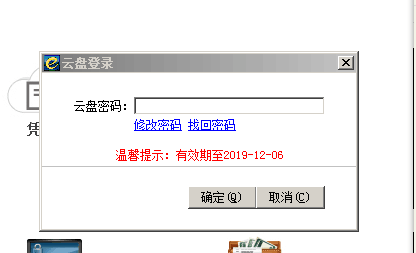 云盘登录
云盘密码:
修改密码 找回密码
温馨提示：有效期至2019-12-06
确定(Q) 取消(C)
凭